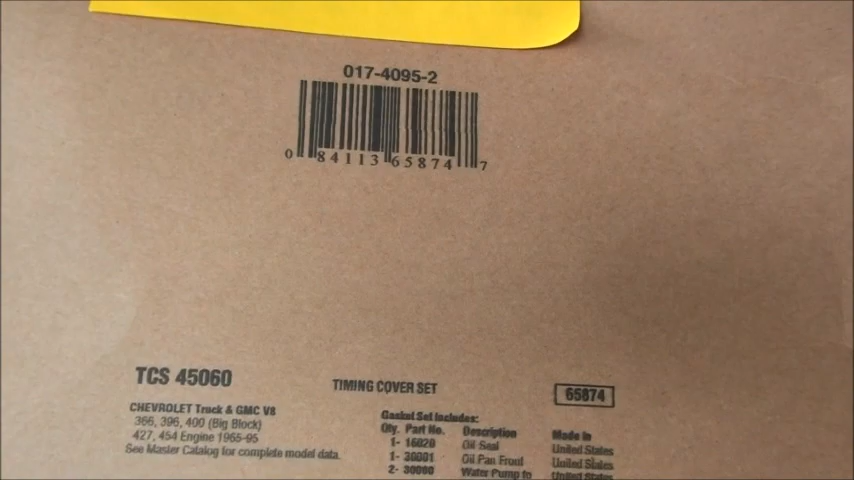 017-4095-2
0 84113 65874 7
TCS 45060
TIMING COVER SET
65874
CHEVROLET Truck & GMC V8
366, 396, 400 (Big Block)
427, 454 Engine 1965-95
See Master Catalog for complete model data.
Gasket Set Includes:
Qty. Part No. Description
1- 16020 Oil Seal
1- 30001 Oil Pan Front
2- 30000 Water Pump to
Made in
United States
United States
United States